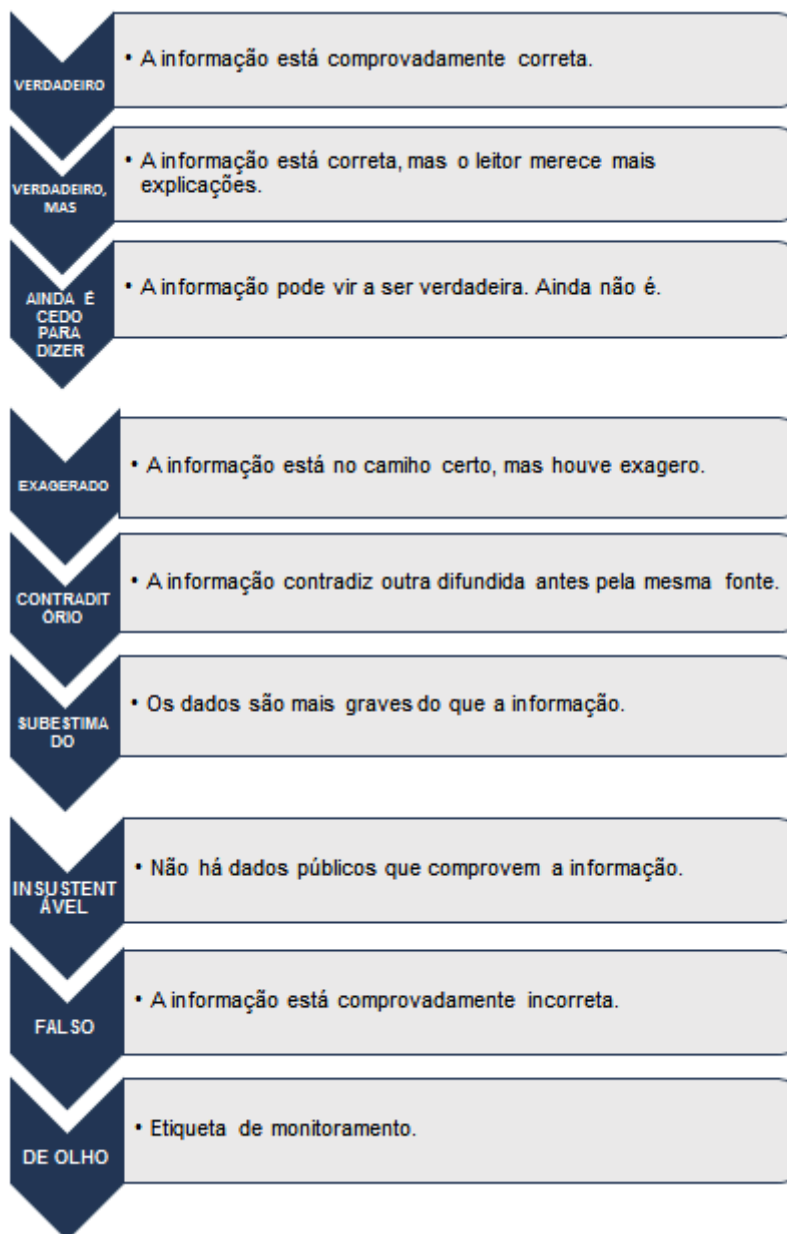 VERDADEIRO
• A informação está comprovadamente correta.
VERDADEIRO,
MAS
• A informação está correta, mas o leitor merece mais
explicações.
AINDA É
CEDO
PARA
DIZER
• A informação pode vir a ser verdadeira. Ainda não é.
EXAGERADO
• A informação está no camiho certo, mas houve exagero.
CONTRADIT
ÓRIO
• A informação contradiz outra difundida antes pela mesma fonte.
SUBESTIMA
DO
• Os dados são mais graves do que a informação.
INSUSTENT
ÁVEL
• Não há dados públicos que comprovem a informação.
FALSO
• A informação está comprovadamente incorreta.
DE OLHO
• Etiqueta de monitoramento.